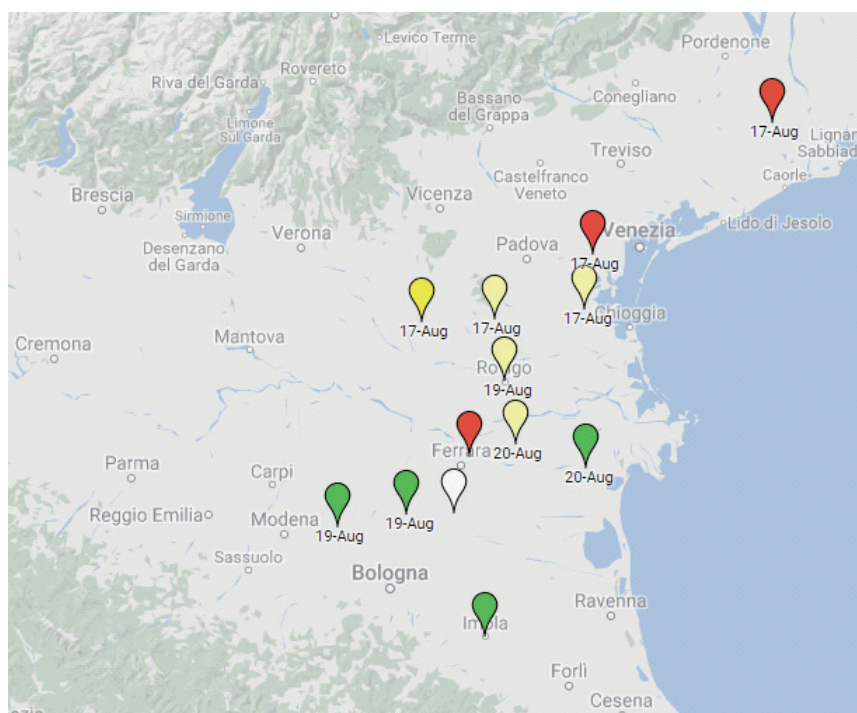 Levico Terme
Pordenone
Riva del Garda
Rovereto
Conegliano
Limone
Sul Garda
Bassano
del Grappa
17-Aug
Lignan
Sabbiad
Treviso
Castelfranco
Veneto
Caorle
Brescia
Vicenza
Sirmione
Verona
Venezia
Lido di Jesolo
Desenzano
del Garda
Padova
17-Aug
17-Aug
17-Aug
17-Aug
Chioggia
Cremona
Mantova
Rovigo
19-Aug
Ferrara
20-Aug
20-Aug
Parma
Carpi
Reggio Emilia
Modena
19-Aug
19-Aug
Sassuolo
Bologna
Ravenna
Imola
Forlì
Cesena